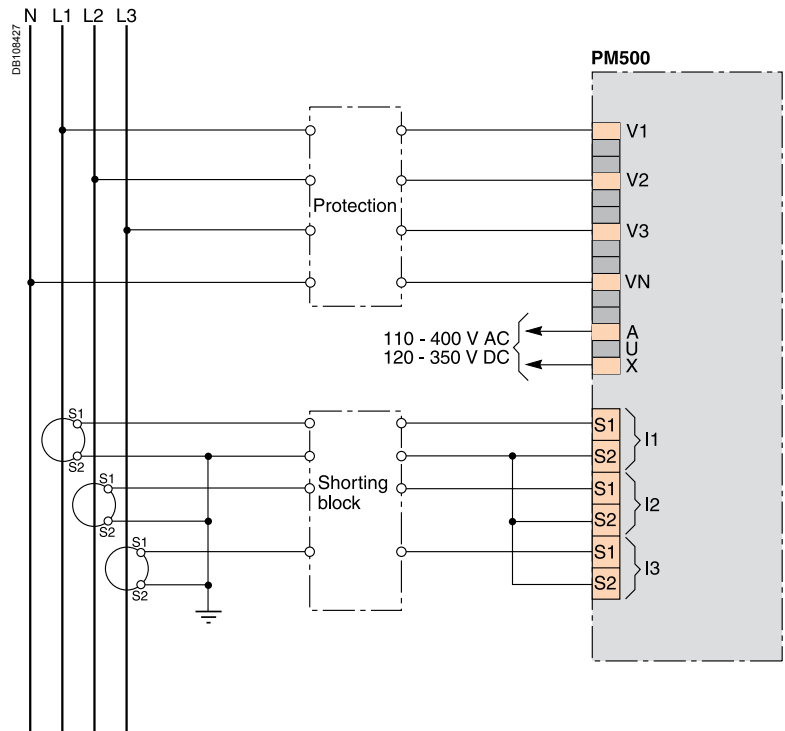 N L1 L2 L3
DB108427
PM500
V1
V2
Protection
V3
VN
110 - 400 V AC
120 - 350 V DC
A
U
X
S1
S2
S1
S2
S1
S2
Shorting
block
S1
S2
I1
S1
S2
I2
S1
S2
I3